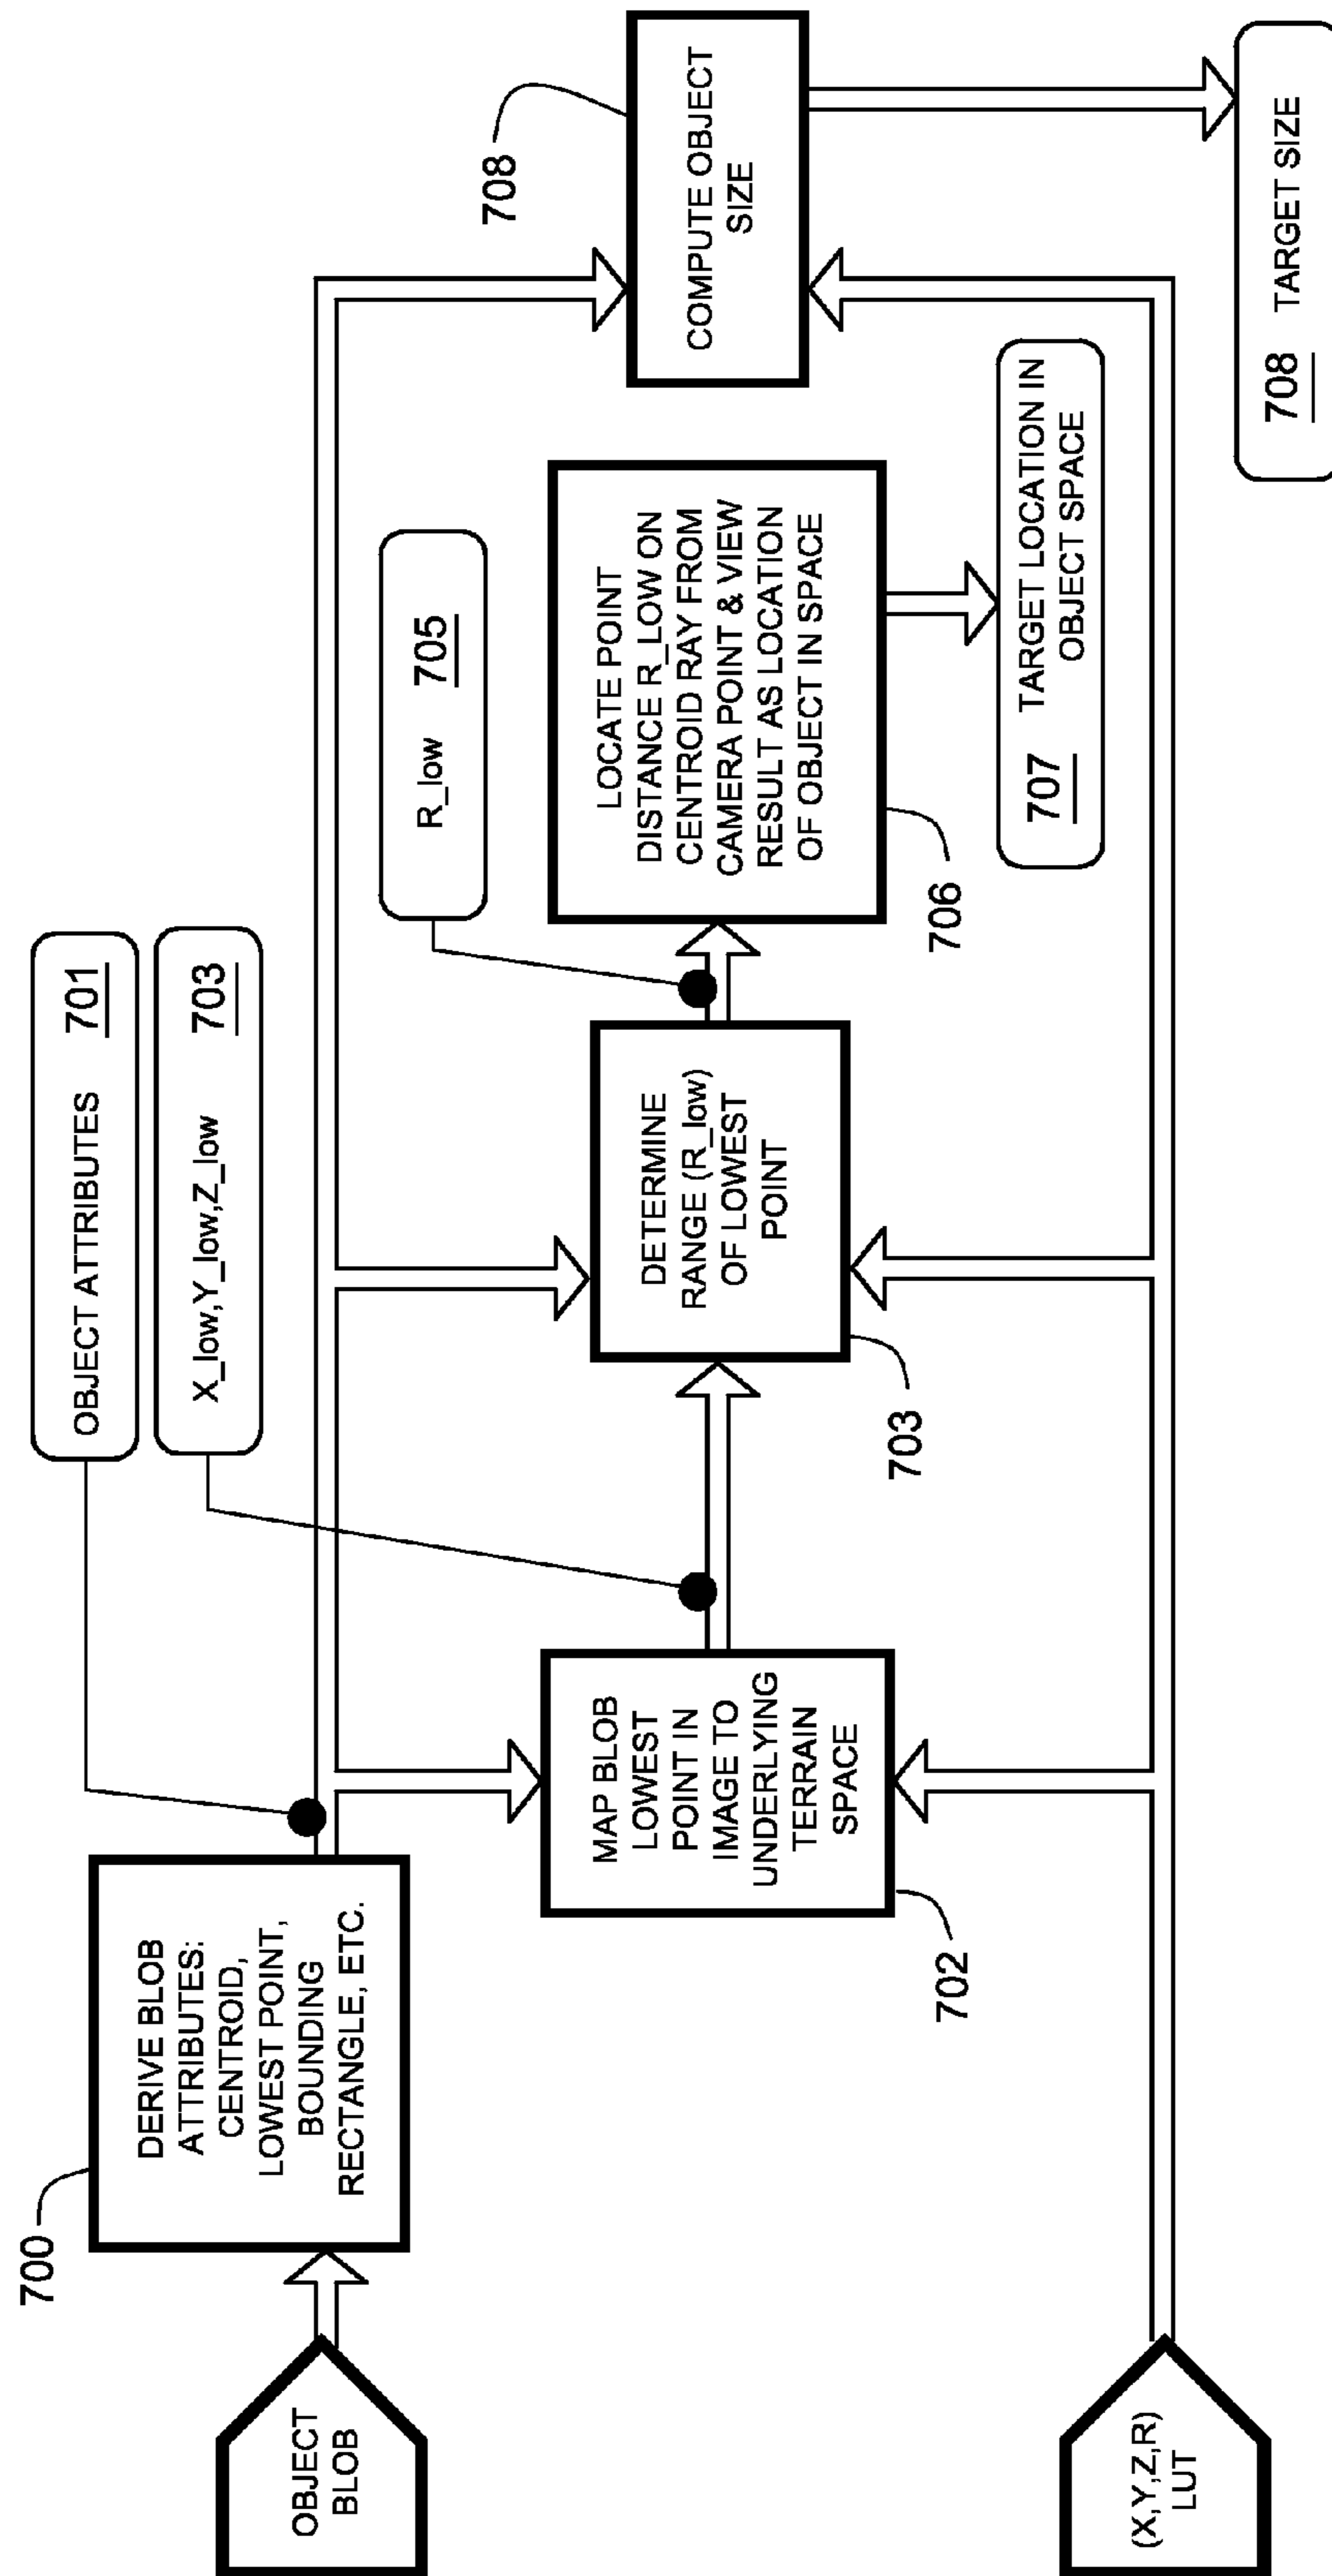 OBJECT
BLOB
700
DERIVE BLOB
ATTRIBUTES:
CENTROID,
LOWEST POINT,
BOUNDING
RECTANGLE, ETC.
OBJECT ATTRIBUTES 701
X_low,Y_low,Z_low 703
MAP BLOB
LOWEST
POINT IN
IMAGE TO
UNDERLYING
TERRAIN
SPACE
702
DETERMINE
RANGE (R_low)
OF LOWEST
POINT
703
R_low 705
LOCATE POINT
DISTANCE R_LOW ON
CENTROID RAY FROM
CAMERA POINT & VIEW
RESULT AS LOCATION
OF OBJECT IN SPACE
706
707 TARGET LOCATION IN
OBJECT SPACE
708
COMPUTE OBJECT
SIZE
708 TARGET SIZE
(X,Y,Z,R)
LUT